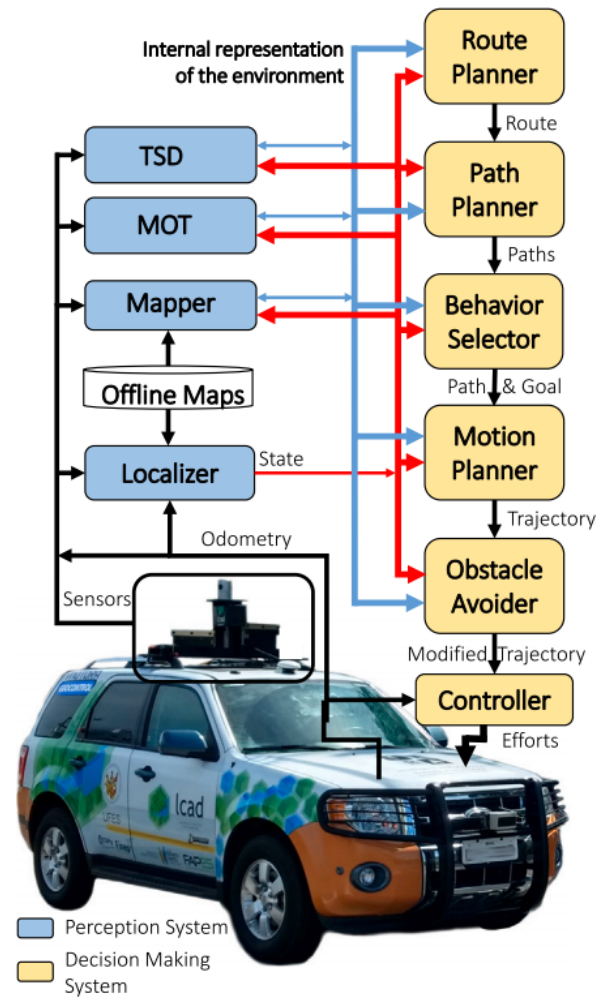 Internal representation
of the environment
Route
Planner
Route
TSD
Path
Planner
MOT
Paths
Mapper
Behavior
Selector
Offline Maps
Path & Goal
Localizer
State
Motion
Planner
Trajectory
Odometry
Obstacle
Avoider
Sensors
Modified Trajectory
Controller
Efforts
lcad
UFES
Perception System
Decision Making
System